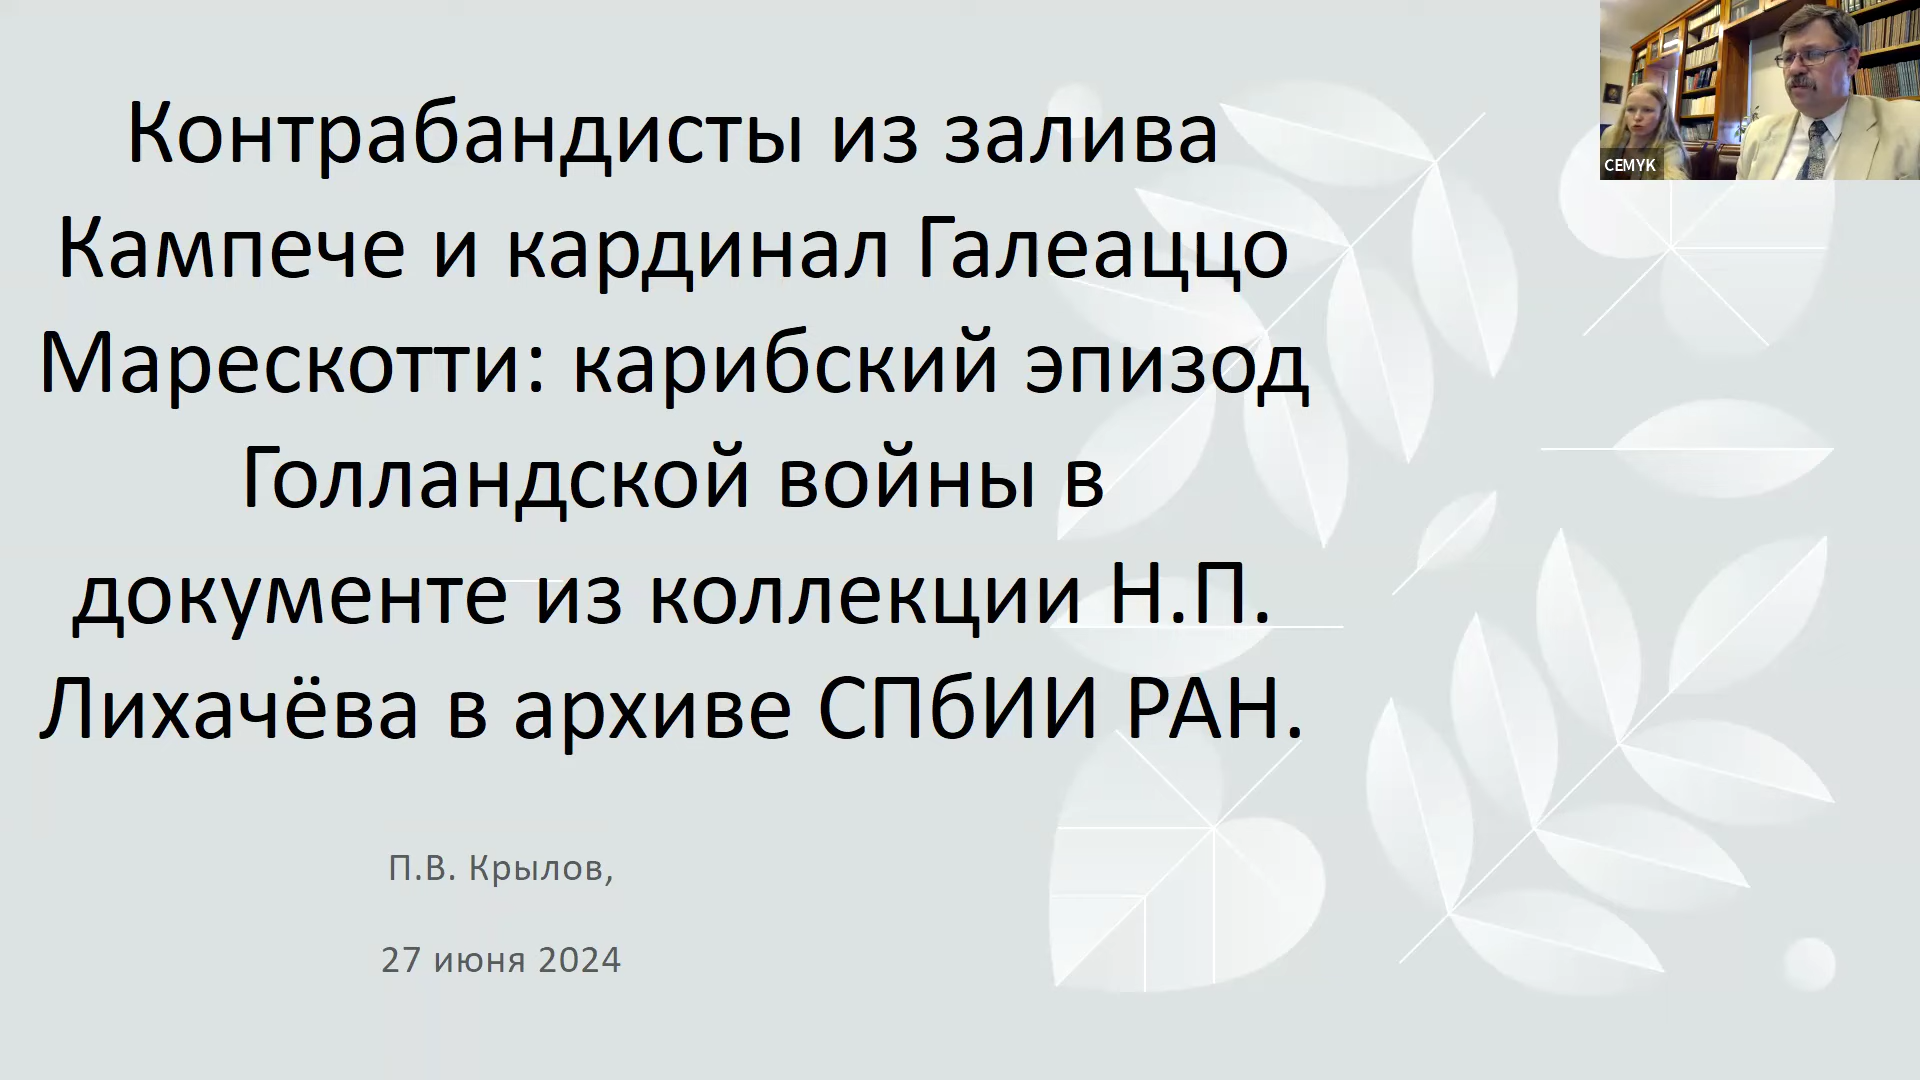 Контрабандисты из залива
Кампече и кардинал Галеаццо
Марескотти: карибский эпизод
Голландской войны в
документе из коллекции Н.П.
Лихачёва в архиве СПбИИ РАН.
П.В. Крылов,
27 июня 2024
СЕМУК